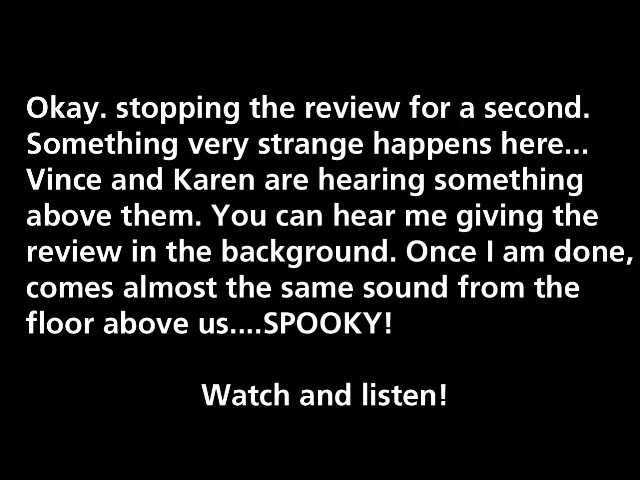 Okay. stopping the review for a second.
Something very strange happens here...
Vince and Karen are hearing something
above them. You can hear me giving the
review in the background. Once I am done,
comes almost the same sound from the
floor above us....SPOOKY!
Watch and listen!